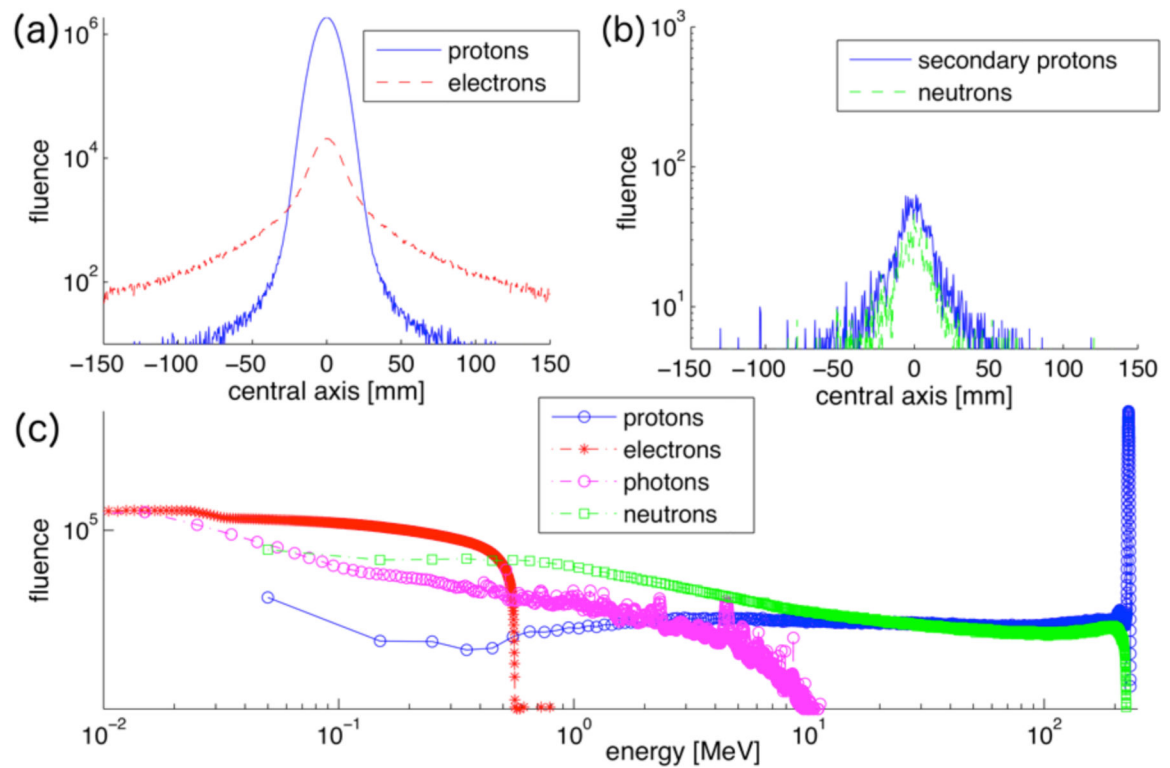 (a)
10^6
10^4
10^2
fluence
protons
electrons
−150 −100 −50 0 50 100 150
central axis [mm]
(b)
10^3
10^2
10^1
fluence
secondary protons
neutrons
−150 −100 −50 0 50 100 150
central axis [mm]
(c)
protons
electrons
photons
neutrons
10^5
fluence
10^-2 10^-1 10^0 10^1 10^2
energy [MeV]